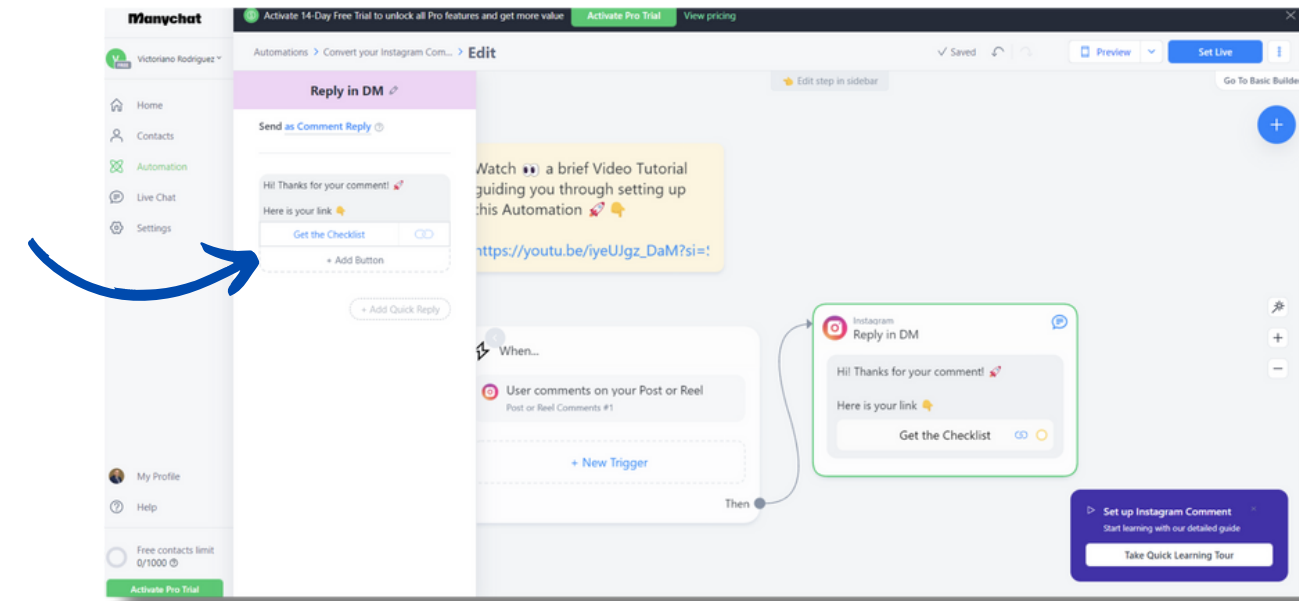 Manychat
Activate 14-Day Free Trial to unlock all Pro features and get more value
Activate Pro Trial
View pricing
Victoriano Rodriguez
FREE
Automations > Convert your Instagram Com... > Edit
Saved
Preview
Set Live
Go To Basic Builde
Home
Contacts
Automation
Live Chat
Settings
My Profile
Help
Free contacts limit
0/1000
Activate Pro Trial
Reply in DM
Send as Comment Reply
Hi! Thanks for your comment! 🚀
Here is your link 👇
Get the Checklist
+ Add Button
+ Add Quick Reply
👈 Edit step in sidebar
Watch 👀 a brief Video Tutorial
guiding you through setting up
this Automation 🚀 👇
https://youtu.be/iyeUJgz_DaM?si=
When...
User comments on your Post or Reel
Post or Reel Comments #1
+ New Trigger
Then
Instagram
Reply in DM
Hi! Thanks for your comment! 🚀
Here is your link 👇
Get the Checklist
Set up Instagram Comment
Start learning with our detailed guide
Take Quick Learning Tour